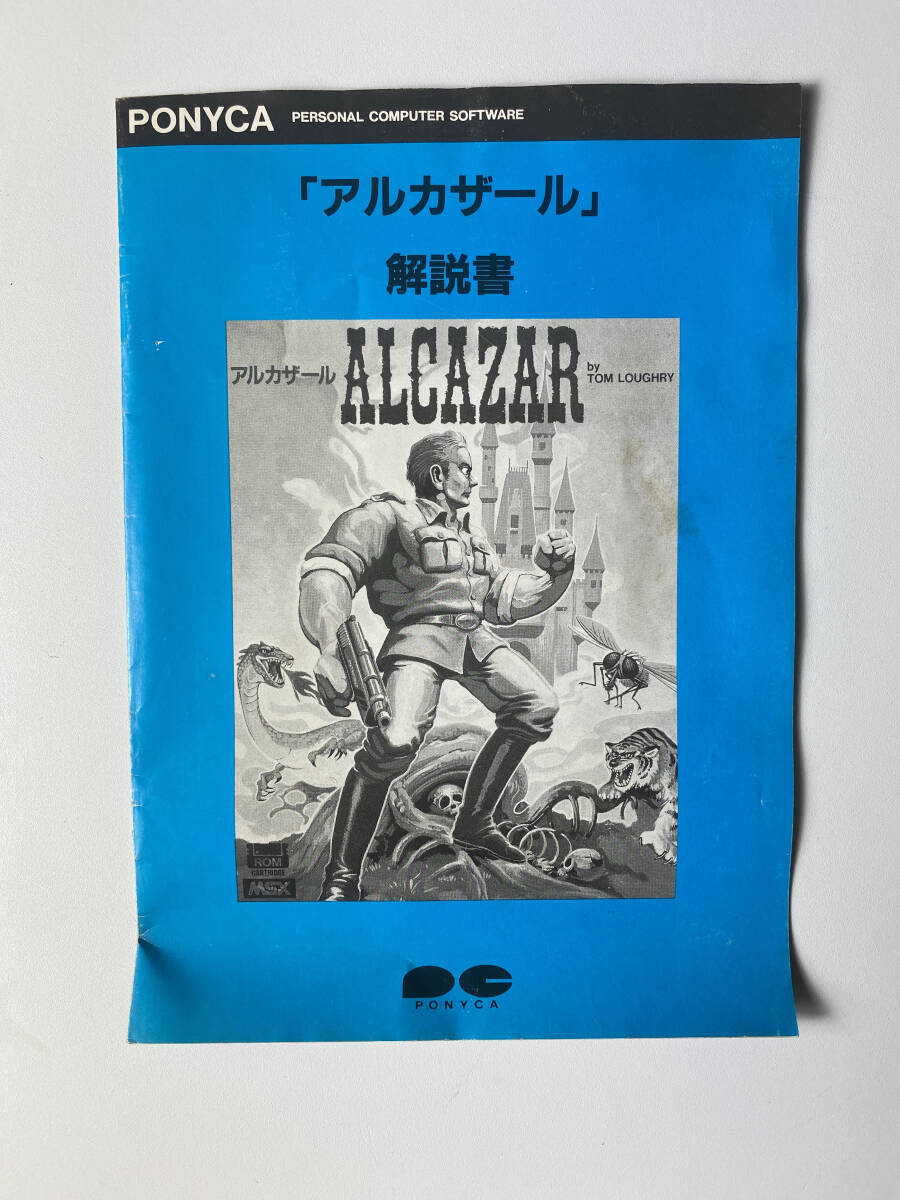 PONYCA PERSONAL COMPUTER SOFTWARE
「アルカザール」
解説書
アルカザール ALCAZAR by
TOM LOUGHRY
ROM
CARTRIDGE
MSX
PC
PONYCA